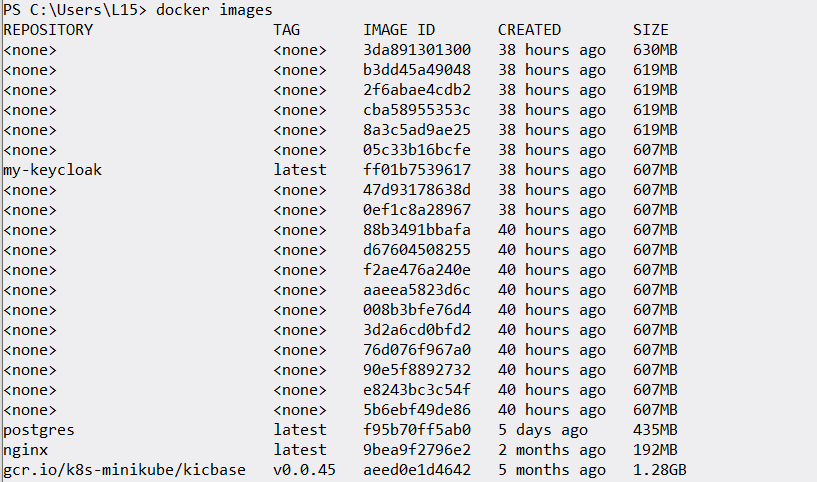 PS C:\Users\L15> docker images
REPOSITORY TAG IMAGE ID CREATED SIZE
<none> <none> 3da891301300 38 hours ago 630MB
<none> <none> b3dd45a49048 38 hours ago 619MB
<none> <none> 2f6abae4cdb2 38 hours ago 619MB
<none> <none> cba58955353c 38 hours ago 619MB
<none> <none> 8a3c5ad9ae25 38 hours ago 619MB
<none> <none> 05c33b16bcfe 38 hours ago 607MB
my-keycloak latest ff01b7539617 38 hours ago 607MB
<none> <none> 47d93178638d 38 hours ago 607MB
<none> <none> 0ef1c8a28967 38 hours ago 607MB
<none> <none> 88b3491bbafa 40 hours ago 607MB
<none> <none> d67604508255 40 hours ago 607MB
<none> <none> f2ae476a240e 40 hours ago 607MB
<none> <none> aaeea5823d6c 40 hours ago 607MB
<none> <none> 008b3bfe76d4 40 hours ago 607MB
<none> <none> 3d2a6cd0bfd2 40 hours ago 607MB
<none> <none> 76d076f967a0 40 hours ago 607MB
<none> <none> 90e5f8892732 40 hours ago 607MB
<none> <none> e8243bc3c54f 40 hours ago 607MB
<none> <none> 5b6ebf49de86 40 hours ago 607MB
postgres latest f95b70ff5ab0 5 days ago 435MB
nginx latest 9bea9f2796e2 2 months ago 192MB
gcr.io/k8s-minikube/kicbase v0.0.45 aeed0e1d4642 5 months ago 1.28GB